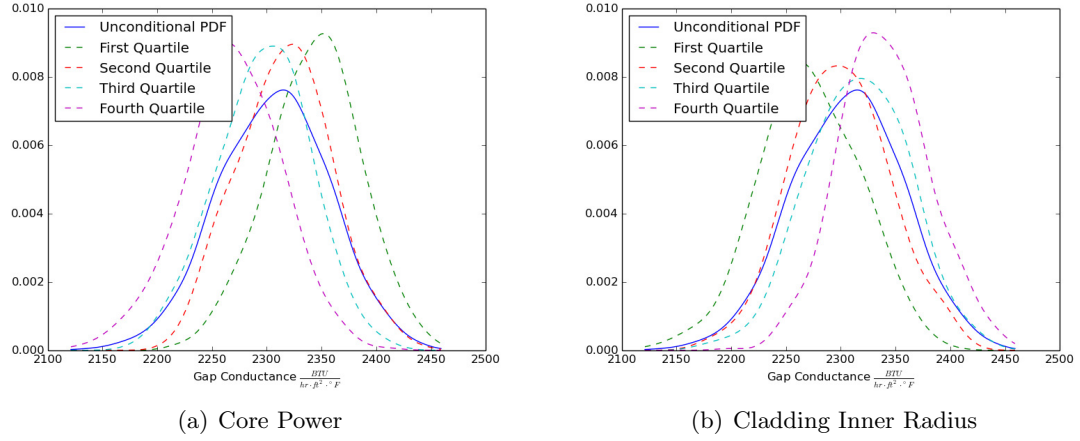 0.010
0.008
0.006
0.004
0.002
0.000
Unconditional PDF
First Quartile
Second Quartile
Third Quartile
Fourth Quartile
2100 2150 2200 2250 2300 2350 2400 2450 2500
Gap Conductance BTU/hr·ft²·°F
(a) Core Power
0.010
0.008
0.006
0.004
0.002
0.000
Unconditional PDF
First Quartile
Second Quartile
Third Quartile
Fourth Quartile
2100 2150 2200 2250 2300 2350 2400 2450 2500
Gap Conductance BTU/hr·ft²·°F
(b) Cladding Inner Radius